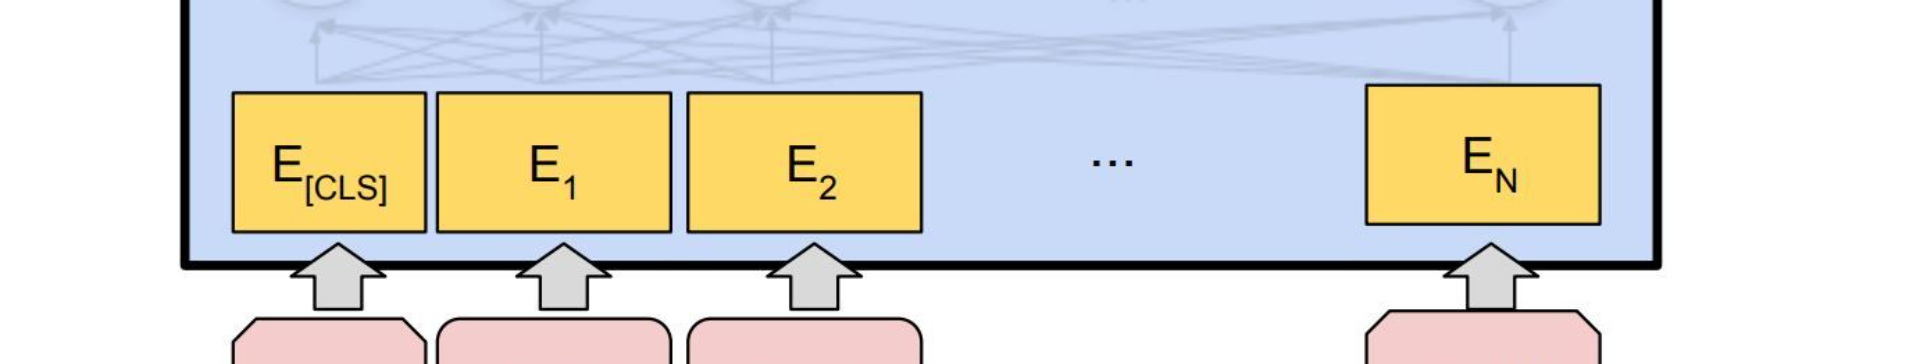 E[CLS] E1 E2 ... EN